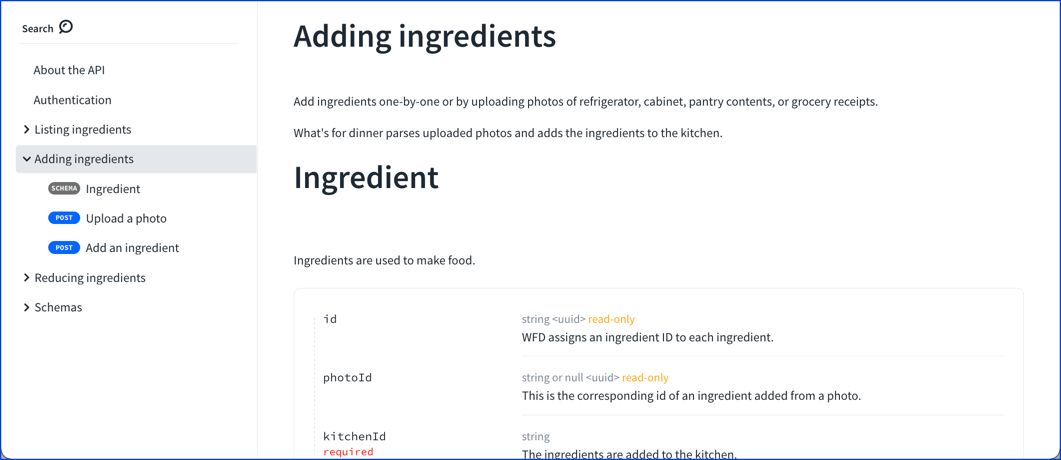 Search
About the API
Authentication
Listing ingredients
Adding ingredients
SCHEMA Ingredient
POST Upload a photo
POST Add an ingredient
Reducing ingredients
Schemas
Adding ingredients
Add ingredients one-by-one or by uploading photos of refrigerator, cabinet, pantry contents, or grocery receipts.
What's for dinner parses uploaded photos and adds the ingredients to the kitchen.
Ingredient
Ingredients are used to make food.
id
string <uuid> read-only
WFD assigns an ingredient ID to each ingredient.
photoId
string or null <uuid> read-only
This is the corresponding id of an ingredient added from a photo.
kitchenId
required
string
The ingredients are added to the kitchen.